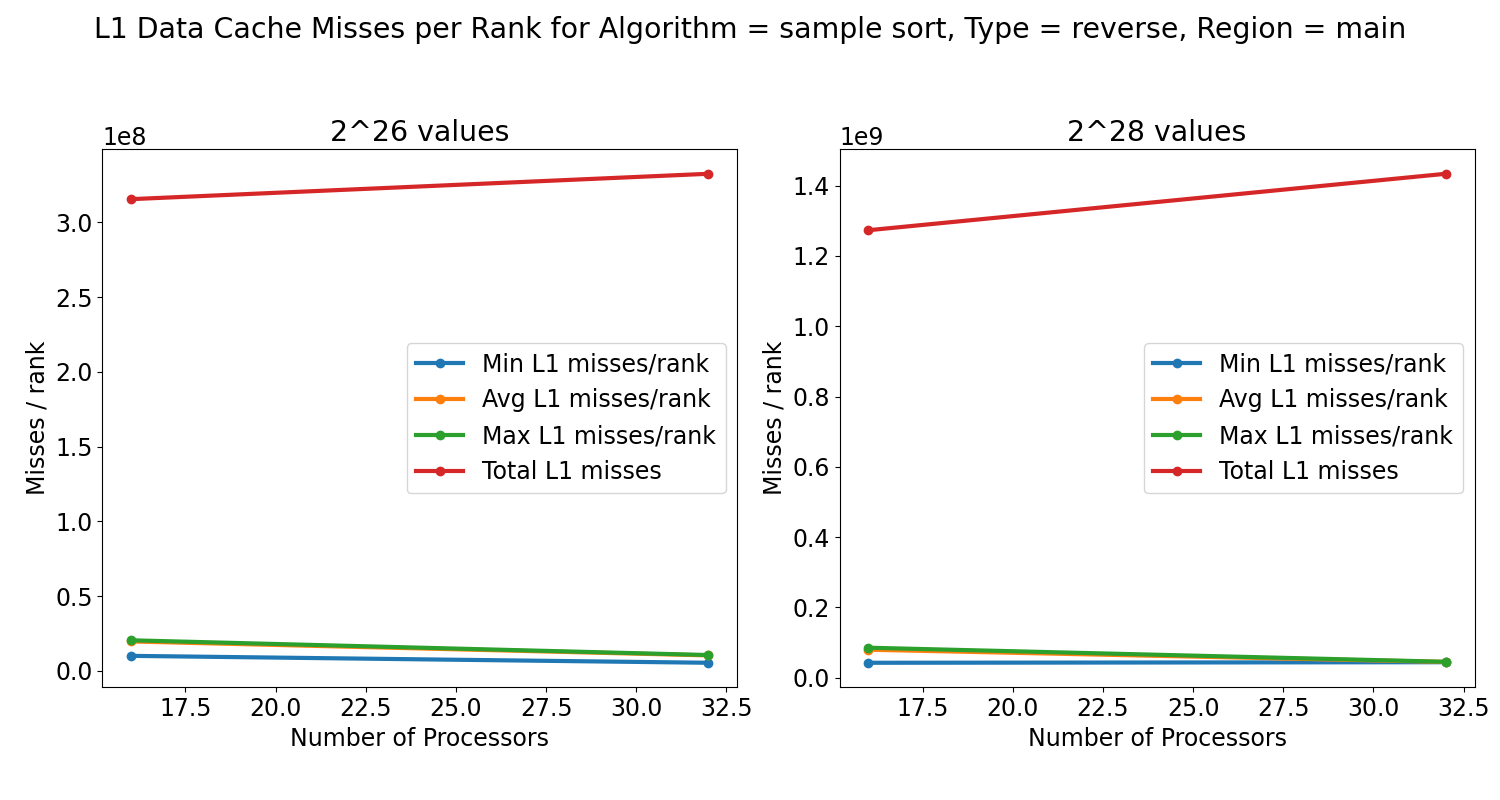 L1 Data Cache Misses per Rank for Algorithm = sample sort, Type = reverse, Region = main
2^26 values
1e8
3.0
2.5
2.0
1.5
1.0
0.5
0.0
Misses / rank
Min L1 misses/rank
Avg L1 misses/rank
Max L1 misses/rank
Total L1 misses
17.5 20.0 22.5 25.0 27.5 30.0 32.5
Number of Processors
2^28 values
1e9
1.4
1.2
1.0
0.8
0.6
0.4
0.2
0.0
Misses / rank
Min L1 misses/rank
Avg L1 misses/rank
Max L1 misses/rank
Total L1 misses
17.5 20.0 22.5 25.0 27.5 30.0 32.5
Number of Processors